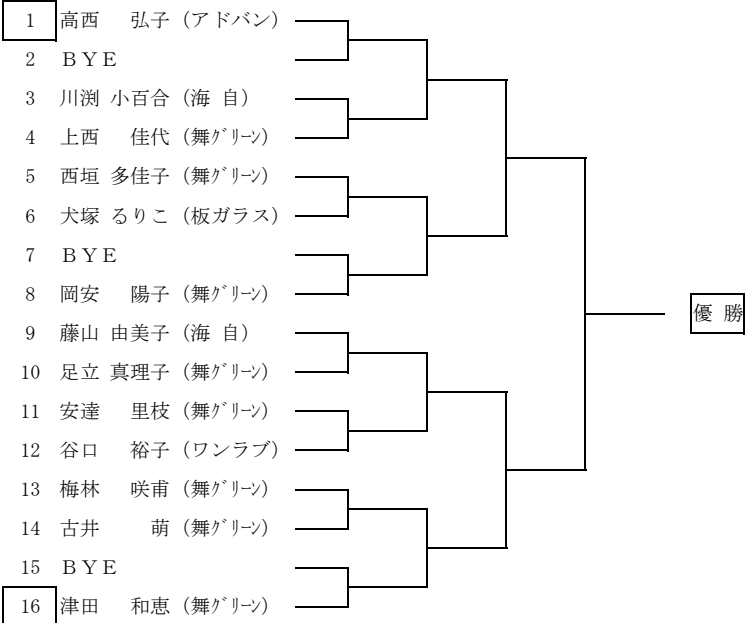 1 高西 弘子 (アドバン)
2 ＢＹＥ
3 川渕 小百合 (海 自)
4 上西 佳代 (舞ｸﾞﾘｰﾝ)
5 西垣 多佳子 (舞ｸﾞﾘｰﾝ)
6 犬塚 るりこ (板ガラス)
7 ＢＹＥ
8 岡安 陽子 (舞ｸﾞﾘｰﾝ)
優 勝
9 藤山 由美子 (海 自)
10 足立 真理子 (舞ｸﾞﾘｰﾝ)
11 安達 里枝 (舞ｸﾞﾘｰﾝ)
12 谷口 裕子 (ワンラブ)
13 梅林 咲甫 (舞ｸﾞﾘｰﾝ)
14 古井 萌 (舞ｸﾞﾘｰﾝ)
15 ＢＹＥ
16 津田 和恵 (舞ｸﾞﾘｰﾝ)